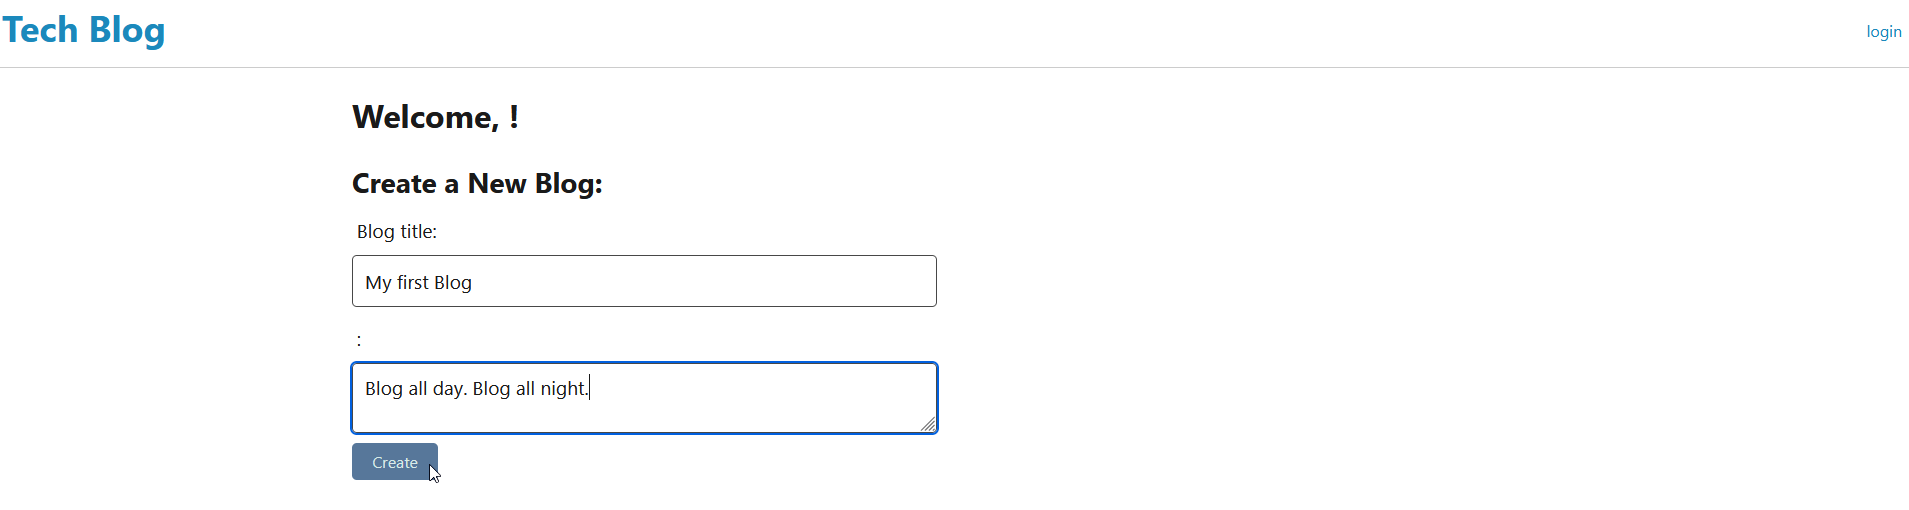 Tech Blog
login
Welcome, !
Create a New Blog:
Blog title:
My first Blog
:
Blog all day. Blog all night.
Create